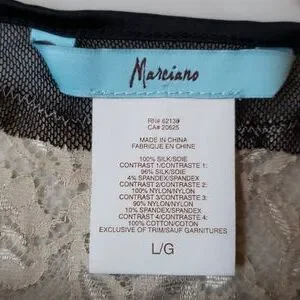 Marciano
RN# 62136
CA# 20625
MADE IN CHINA
FABRIQUE EN CHINE
100% SILK/SOIE
CONTRAST 1/CONTRASTE 1:
96% SILK/SOIE
4% SPANDEX/SPANDEX
CONTRAST 2/CONTRASTE 2:
100% NYLON/NYLON
CONTRAST 3/CONTRASTE 3:
90% NYLON/NYLON
10% SPANDEX/SPANDEX
CONTRAST 4/CONTRASTE 4:
100% COTTON/COTON
EXCLUSIVE OF TRIM/SAUF GARNITURES
L/G